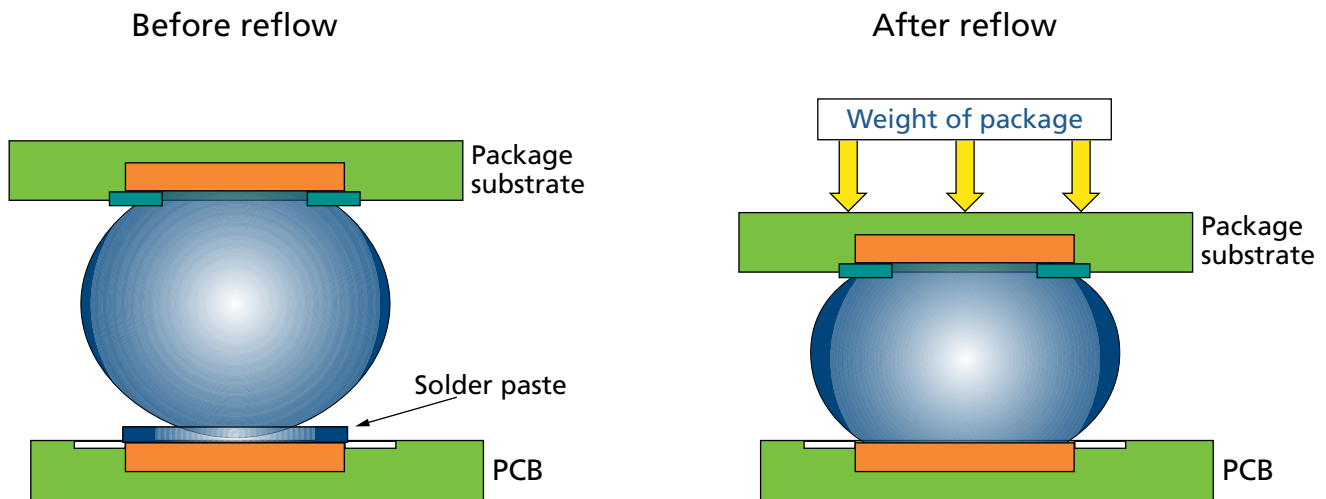 Before reflow
Package
substrate
Solder paste
PCB
After reflow
Weight of package
Package
substrate
PCB